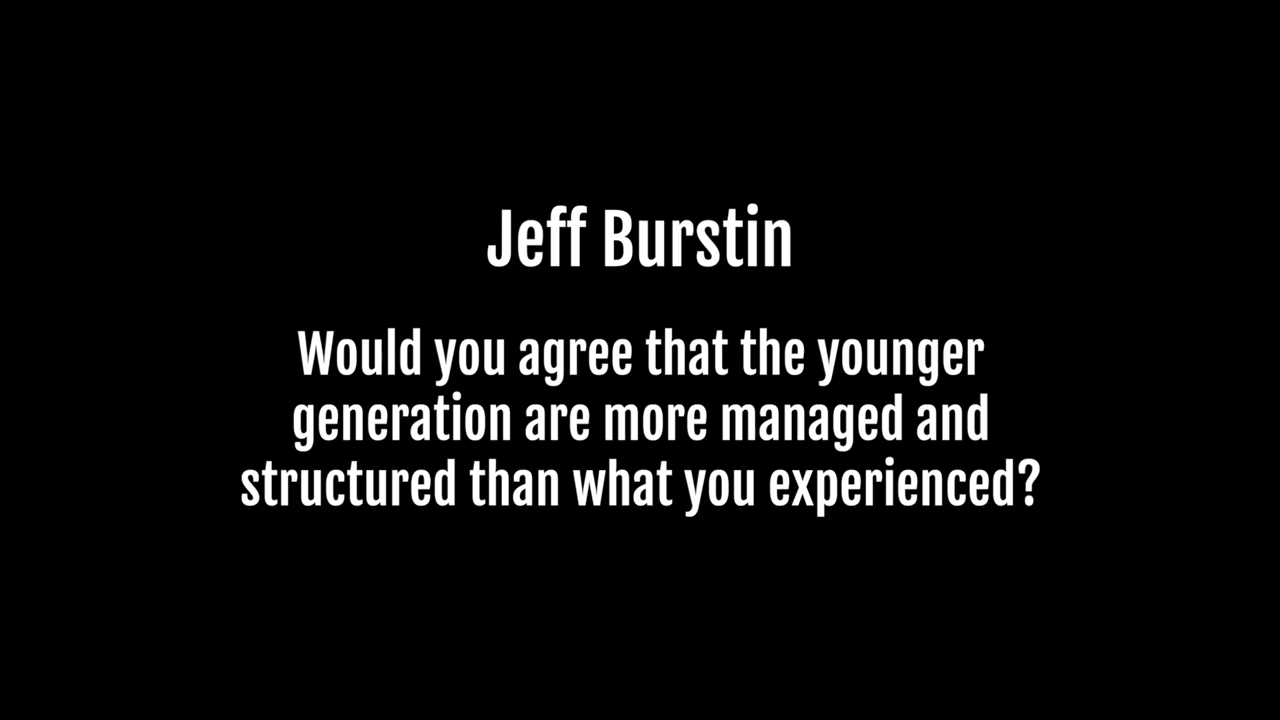 Jeff Burstin
Would you agree that the younger
generation are more managed and
structured than what you experienced?